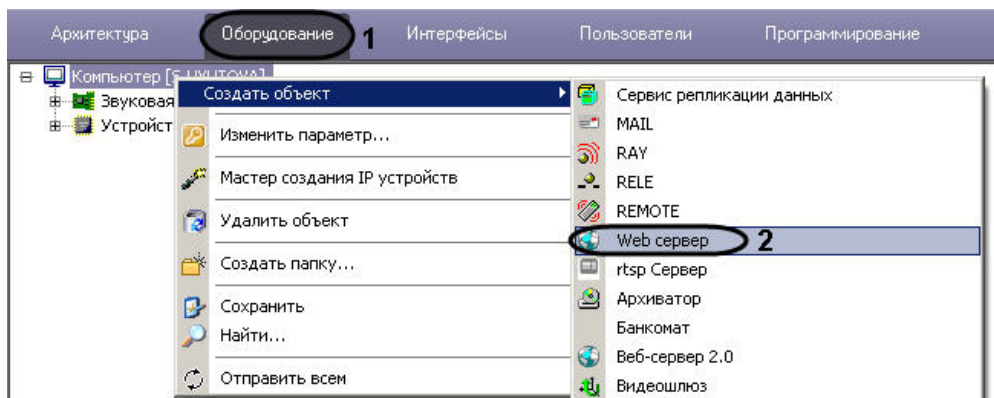 Архитектура Оборудование 1 Интерфейсы Пользователи Программирование
Компьютер
Звуковая
Устройст
Создать объект
Изменить параметр...
Мастер создания IP устройств
Удалить объект
Создать папку...
Сохранить
Найти...
Отправить всем
Сервис репликации данных
MAIL
RAY
RELE
REMOTE
Web сервер 2
rtsp Сервер
Архиватор
Банкомат
Веб-сервер 2.0
Видеошлюз